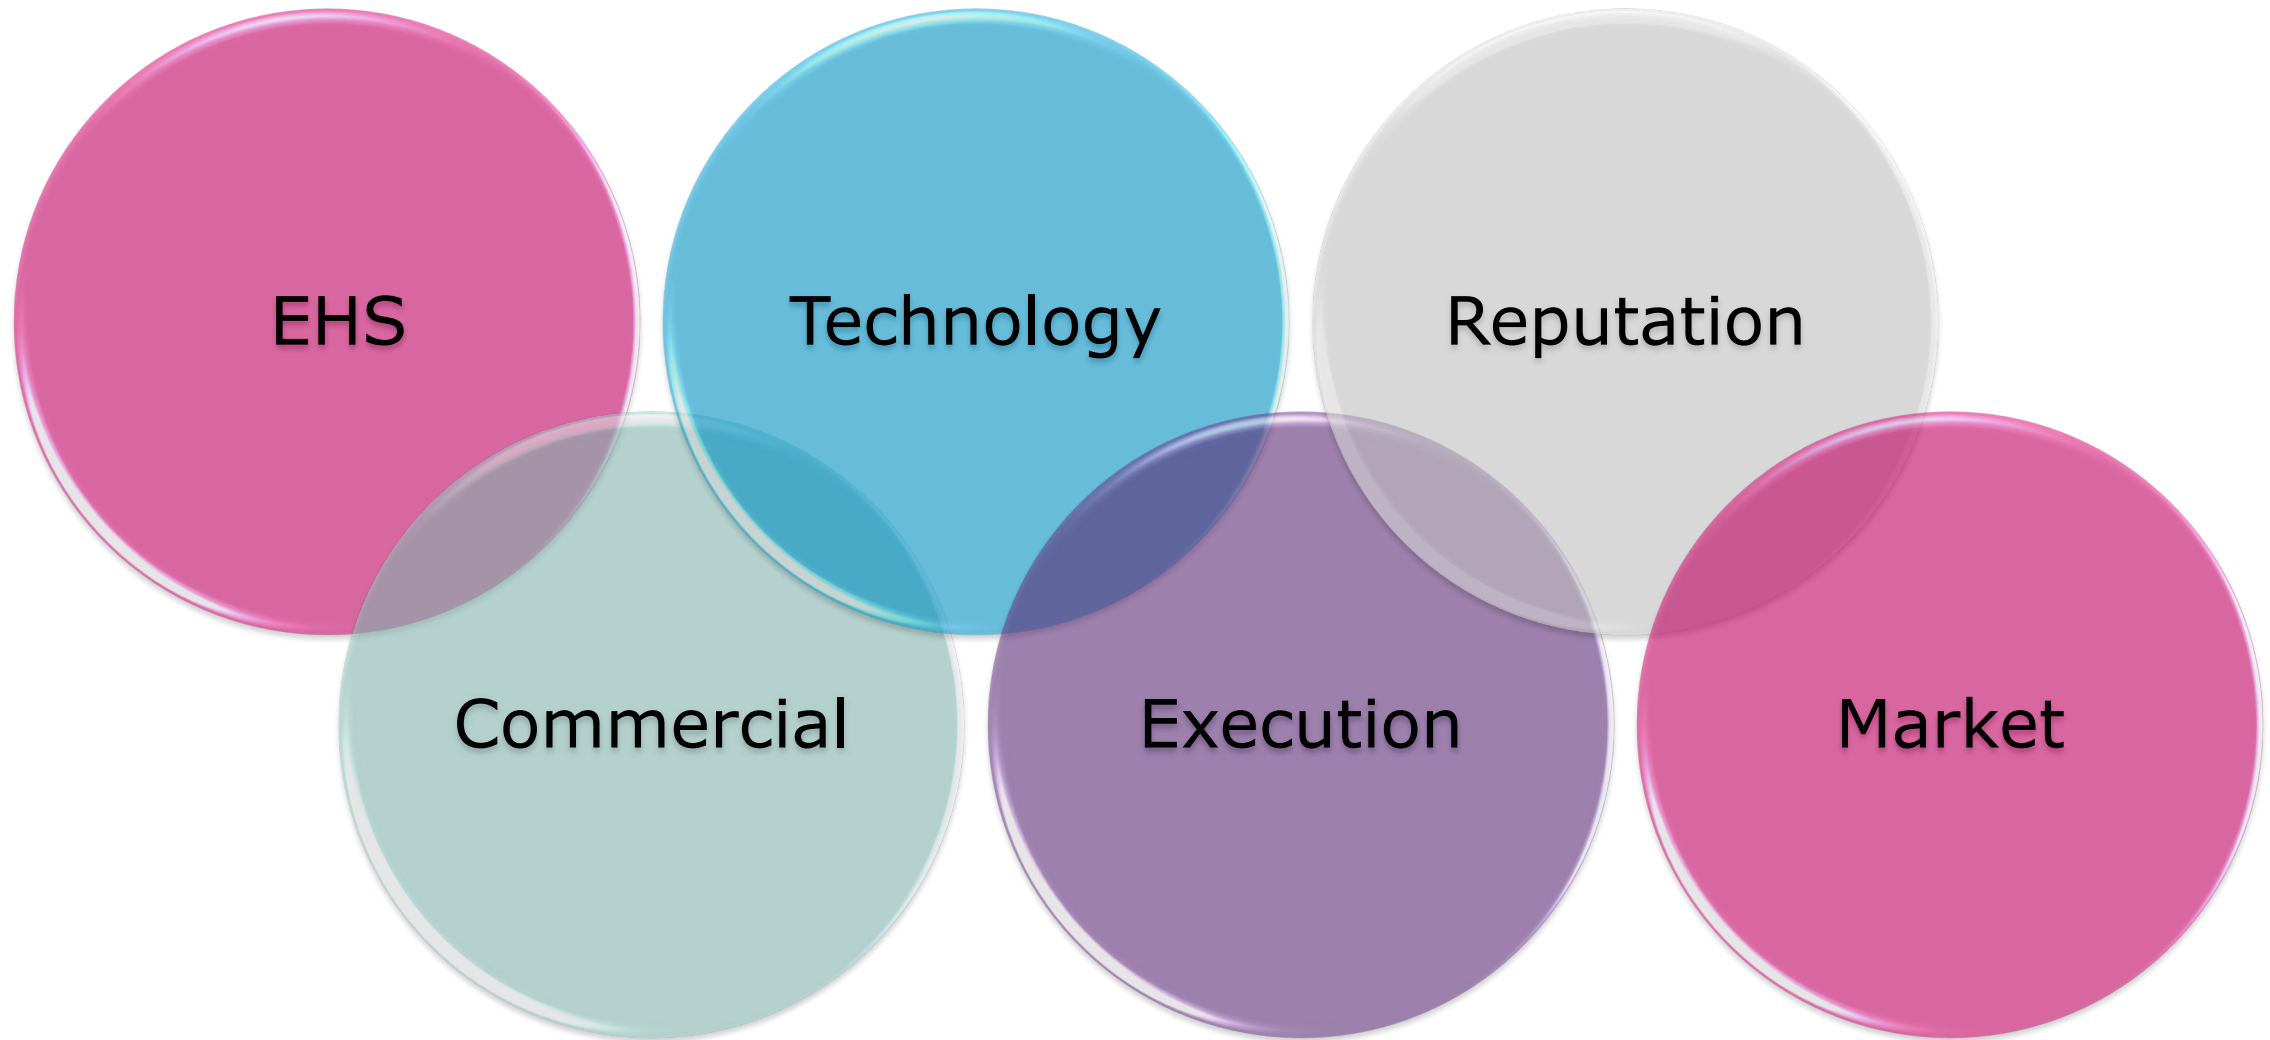 EHS
Technology
Reputation
Commercial
Execution
Market